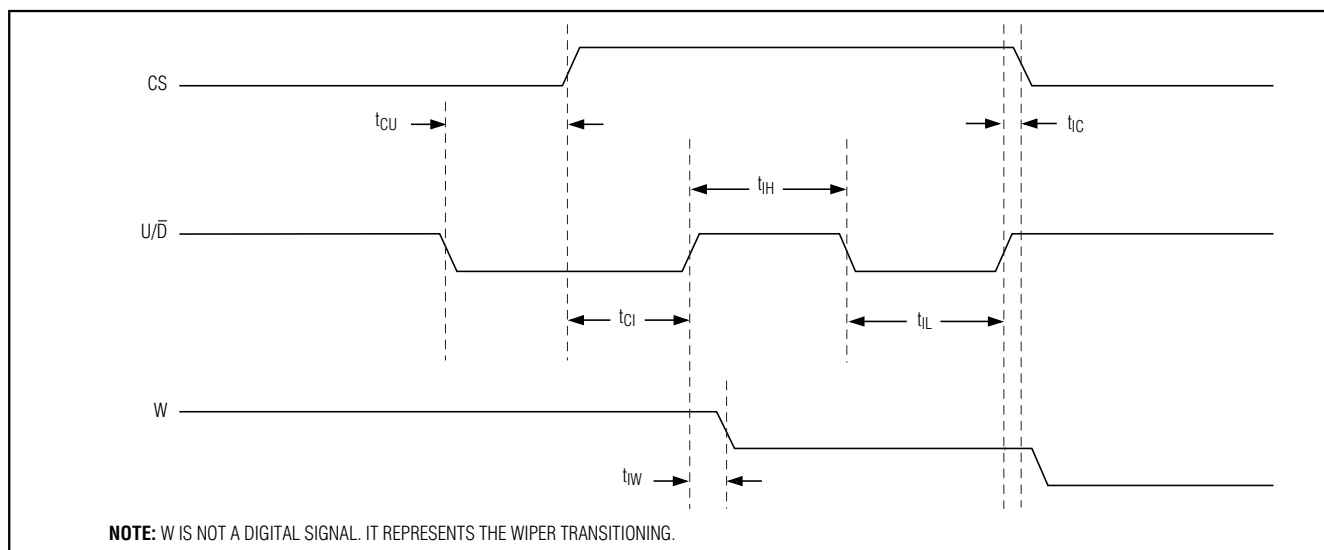 CS
tCU
tIC
tIH
U/D̅
tCI
tIL
W
tIW
NOTE: W IS NOT A DIGITAL SIGNAL. IT REPRESENTS THE WIPER TRANSITIONING.